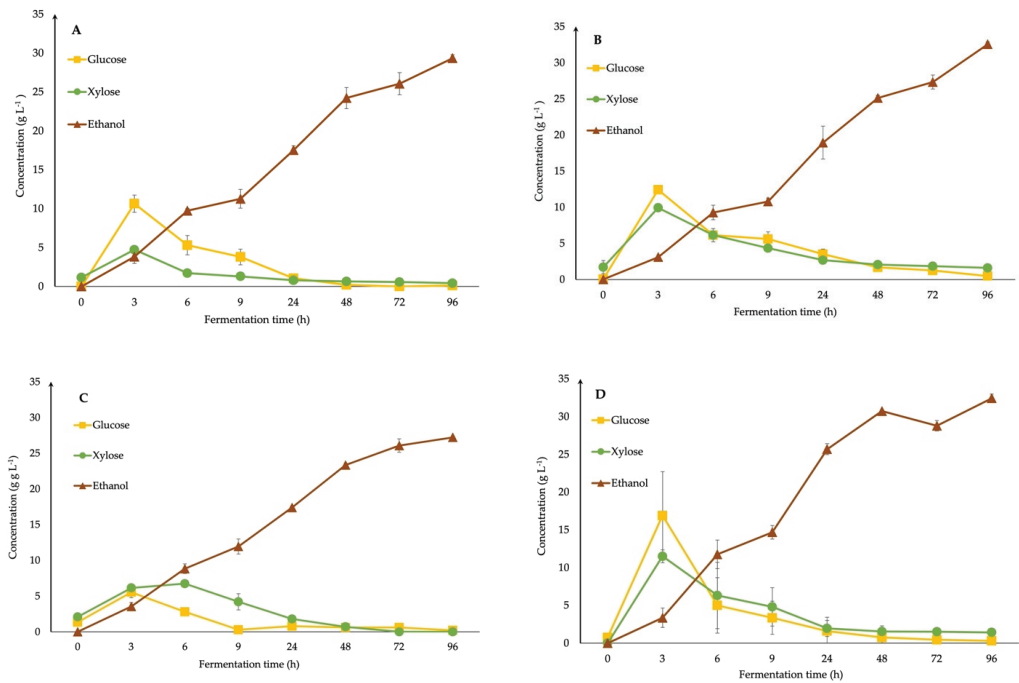 A
Glucose
Xylose
Ethanol
Concentration (g L-1)
35
30
25
20
15
10
5
0
0 3 6 9 24 48 72 96
Fermentation time (h)
B
Glucose
Xylose
Ethanol
Concentration (g L-1)
35
30
25
20
15
10
5
0
0 3 6 9 24 48 72 96
Fermentation time (h)
C
Glucose
Xylose
Ethanol
Concentration (g g L-1)
35
30
25
20
15
10
5
0
0 3 6 9 24 48 72 96
Fermentation time (h)
D
Glucose
Xylose
Ethanol
Concentration (g L-1)
35
30
25
20
15
10
5
0
0 3 6 9 24 48 72 96
Fermentation time (h)